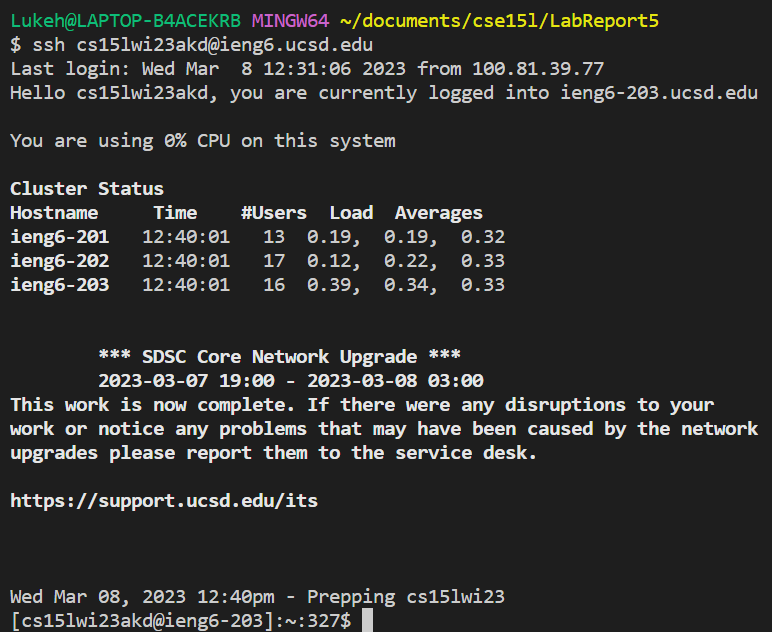 Lukeh@LAPTOP-B4ACEKRB MINGW64 ~/documents/cse15l/LabReport5
$ ssh cs15lwi23akd@ieng6.ucsd.edu
Last login: Wed Mar  8 12:31:06 2023 from 100.81.39.77
Hello cs15lwi23akd, you are currently logged into ieng6-203.ucsd.edu
You are using 0% CPU on this system
Cluster Status
Hostname     Time    #Users  Load  Averages
ieng6-201   12:40:01   13  0.19,  0.19,  0.32
ieng6-202   12:40:01   17  0.12,  0.22,  0.33
ieng6-203   12:40:01   16  0.39,  0.34,  0.33
*** SDSC Core Network Upgrade ***
2023-03-07 19:00 - 2023-03-08 03:00
This work is now complete. If there were any disruptions to your
work or notice any problems that may have been caused by the network
upgrades please report them to the service desk.
https://support.ucsd.edu/its
Wed Mar 08, 2023 12:40pm - Prepping cs15lwi23
[cs15lwi23akd@ieng6-203]:~:327$